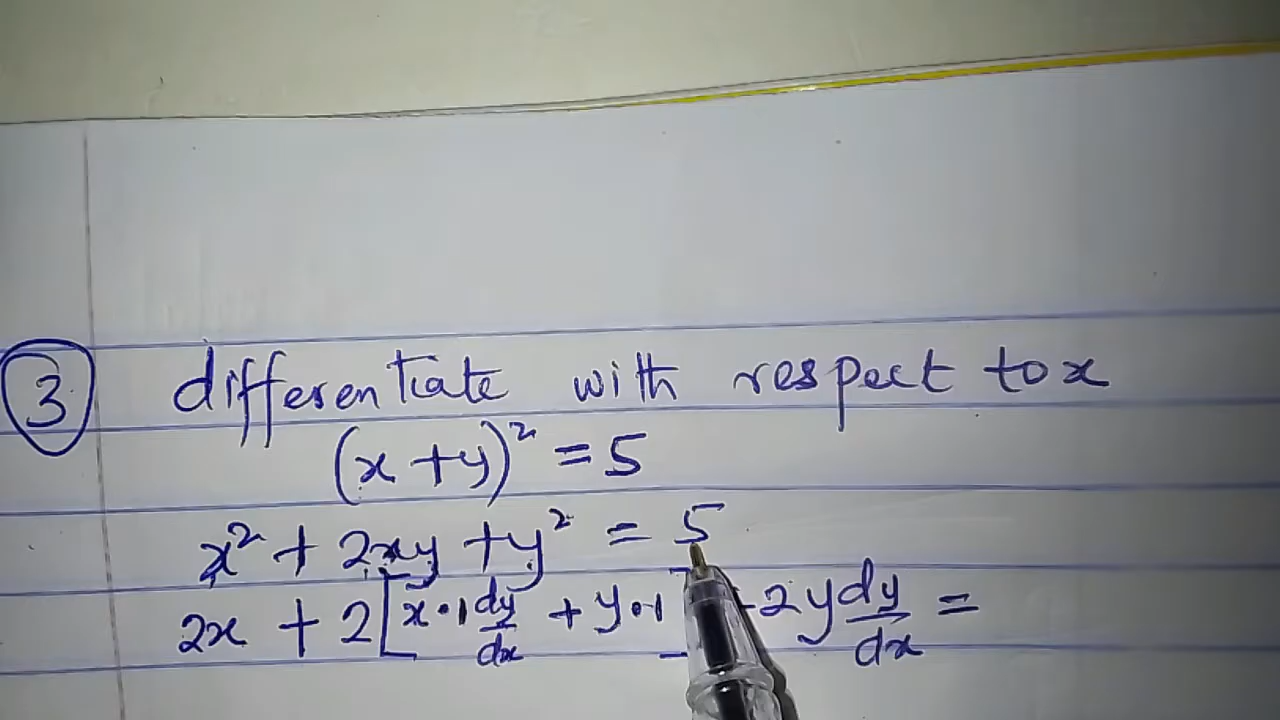 3 differentiate with respect to x
(x + y)² = 5
x² + 2xy + y² = 5
2x + 2[x·1 dy/dx + y·1] + 2y dy/dx =